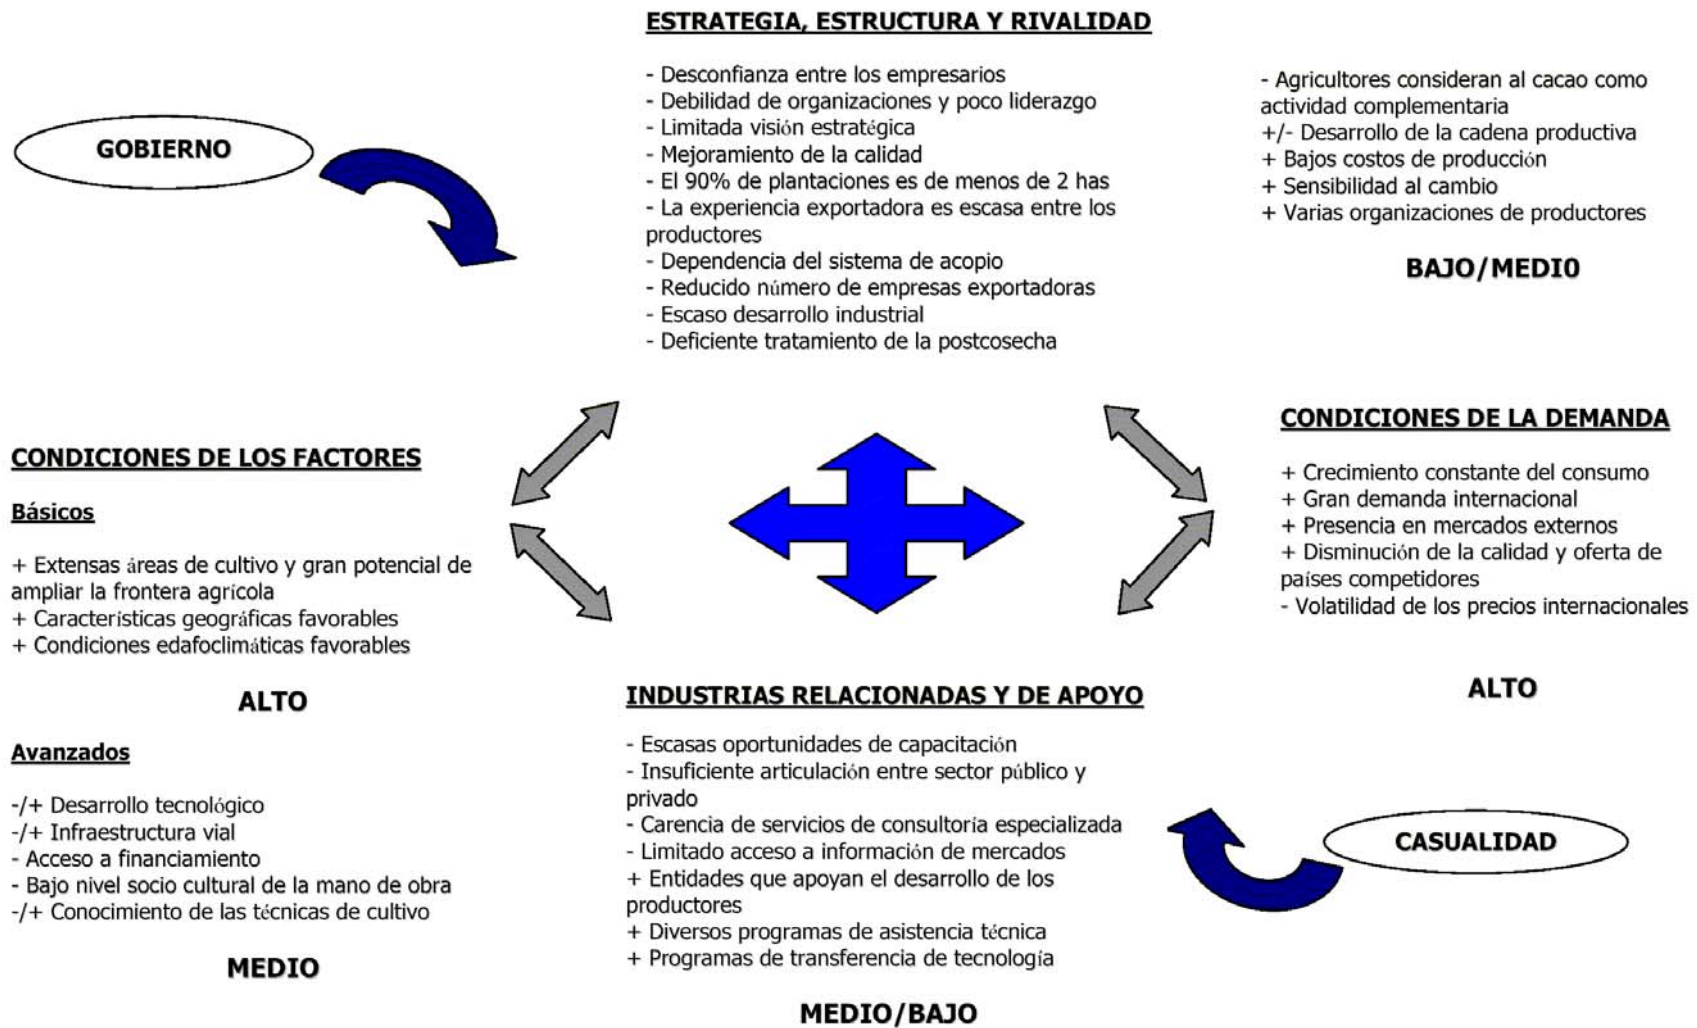 ESTRATEGIA, ESTRUCTURA Y RIVALIDAD
- Desconfianza entre los empresarios
- Debilidad de organizaciones y poco liderazgo
- Limitada visión estratégica
- Mejoramiento de la calidad
- El 90% de plantaciones es de menos de 2 has
- La experiencia exportadora es escasa entre los
productores
- Dependencia del sistema de acopio
- Reducido número de empresas exportadoras
- Escaso desarrollo industrial
- Deficiente tratamiento de la postcosecha
- Agricultores consideran al cacao como
actividad complementaria
+/- Desarrollo de la cadena productiva
+ Bajos costos de producción
+ Sensibilidad al cambio
+ Varias organizaciones de productores
BAJO/MEDI0
GOBIERNO
CONDICIONES DE LOS FACTORES
Básicos
+ Extensas áreas de cultivo y gran potencial de
ampliar la frontera agrícola
+ Características geográficas favorables
+ Condiciones edafoclimáticas favorables
ALTO
Avanzados
-/+ Desarrollo tecnológico
-/+ Infraestructura vial
- Acceso a financiamiento
- Bajo nivel socio cultural de la mano de obra
-/+ Conocimiento de las técnicas de cultivo
MEDIO
CONDICIONES DE LA DEMANDA
+ Crecimiento constante del consumo
+ Gran demanda internacional
+ Presencia en mercados externos
+ Disminución de la calidad y oferta de
países competidores
- Volatilidad de los precios internacionales
ALTO
INDUSTRIAS RELACIONADAS Y DE APOYO
- Escasas oportunidades de capacitación
- Insuficiente articulación entre sector público y
privado
- Carencia de servicios de consultoría especializada
- Limitado acceso a información de mercados
+ Entidades que apoyan el desarrollo de los
productores
+ Diversos programas de asistencia técnica
+ Programas de transferencia de tecnología
MEDIO/BAJO
CASUALIDAD